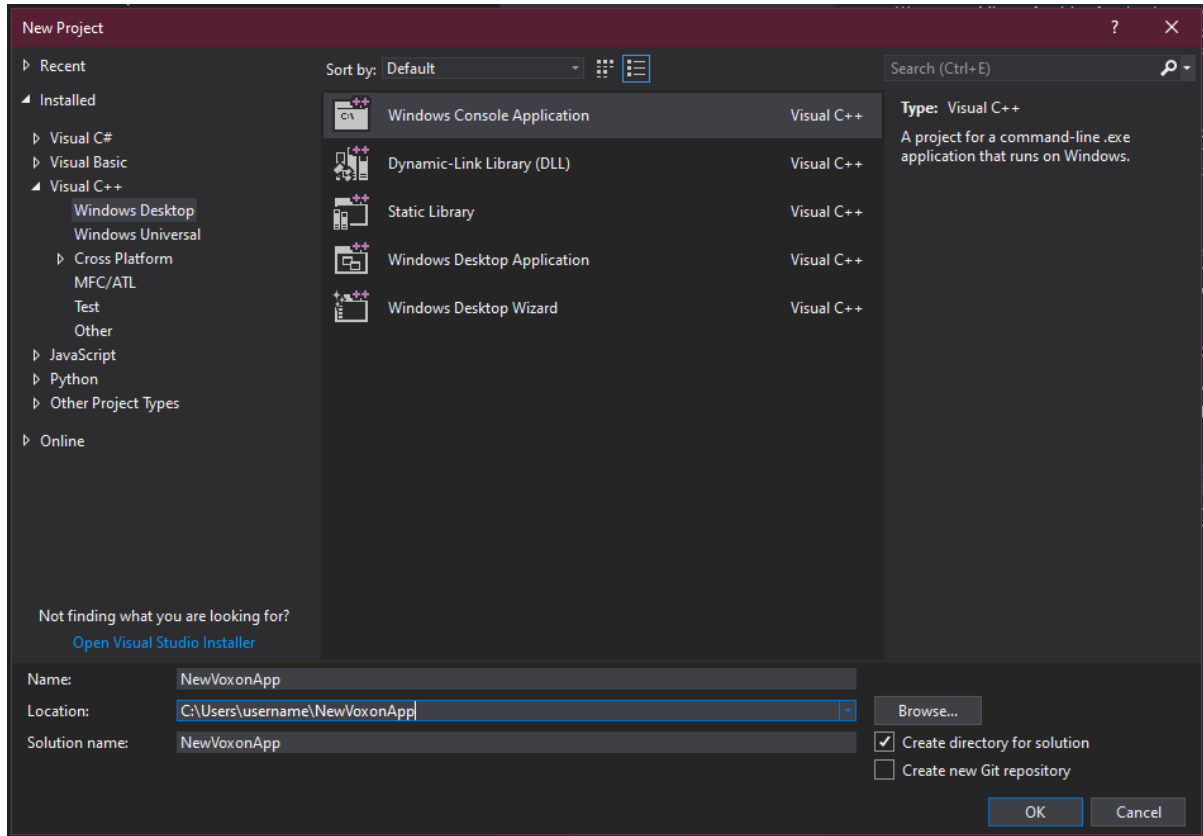 New Project
?
Recent
Installed
Visual C#
Visual Basic
Visual C++
Windows Desktop
Windows Universal
Cross Platform
MFC/ATL
Test
Other
JavaScript
Python
Other Project Types
Online
Not finding what you are looking for?
Open Visual Studio Installer
Sort by: Default
Windows Console Application Visual C++
Dynamic-Link Library (DLL) Visual C++
Static Library Visual C++
Windows Desktop Application Visual C++
Windows Desktop Wizard Visual C++
Search (Ctrl+E)
Type: Visual C++
A project for a command-line .exe
application that runs on Windows.
Name: NewVoxonApp
Location: C:\Users\username\NewVoxonApp
Browse...
Solution name: NewVoxonApp
Create directory for solution
Create new Git repository
OK Cancel